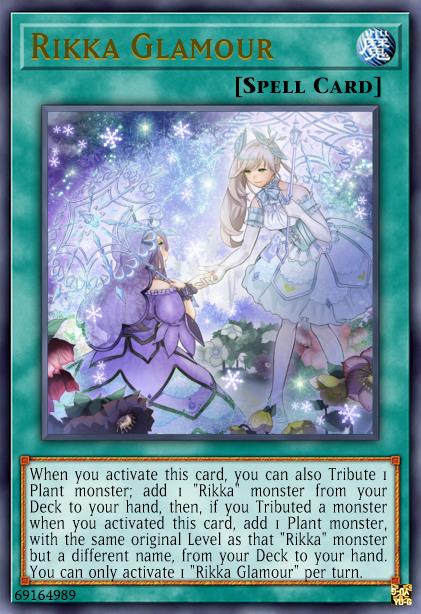 Rikka Glamour
魔
[Spell Card]
When you activate this card, you can also Tribute 1
Plant monster; add 1 "Rikka" monster from your
Deck to your hand, then, if you Tributed a monster
when you activated this card, add 1 Plant monster,
with the same original Level as that "Rikka" monster
but a different name, from your Deck to your hand.
You can only activate 1 "Rikka Glamour" per turn.
69164989